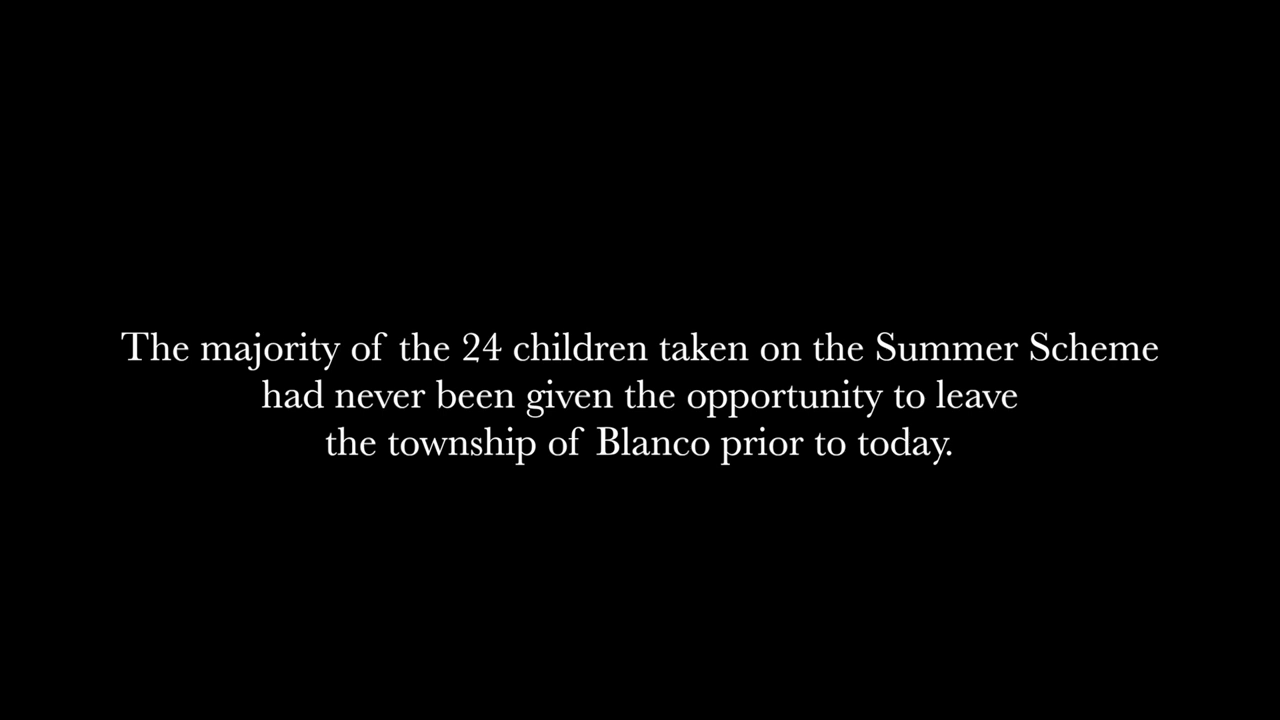 The majority of the 24 children taken on the Summer Scheme
had never been given the opportunity to leave
the township of Blanco prior to today.